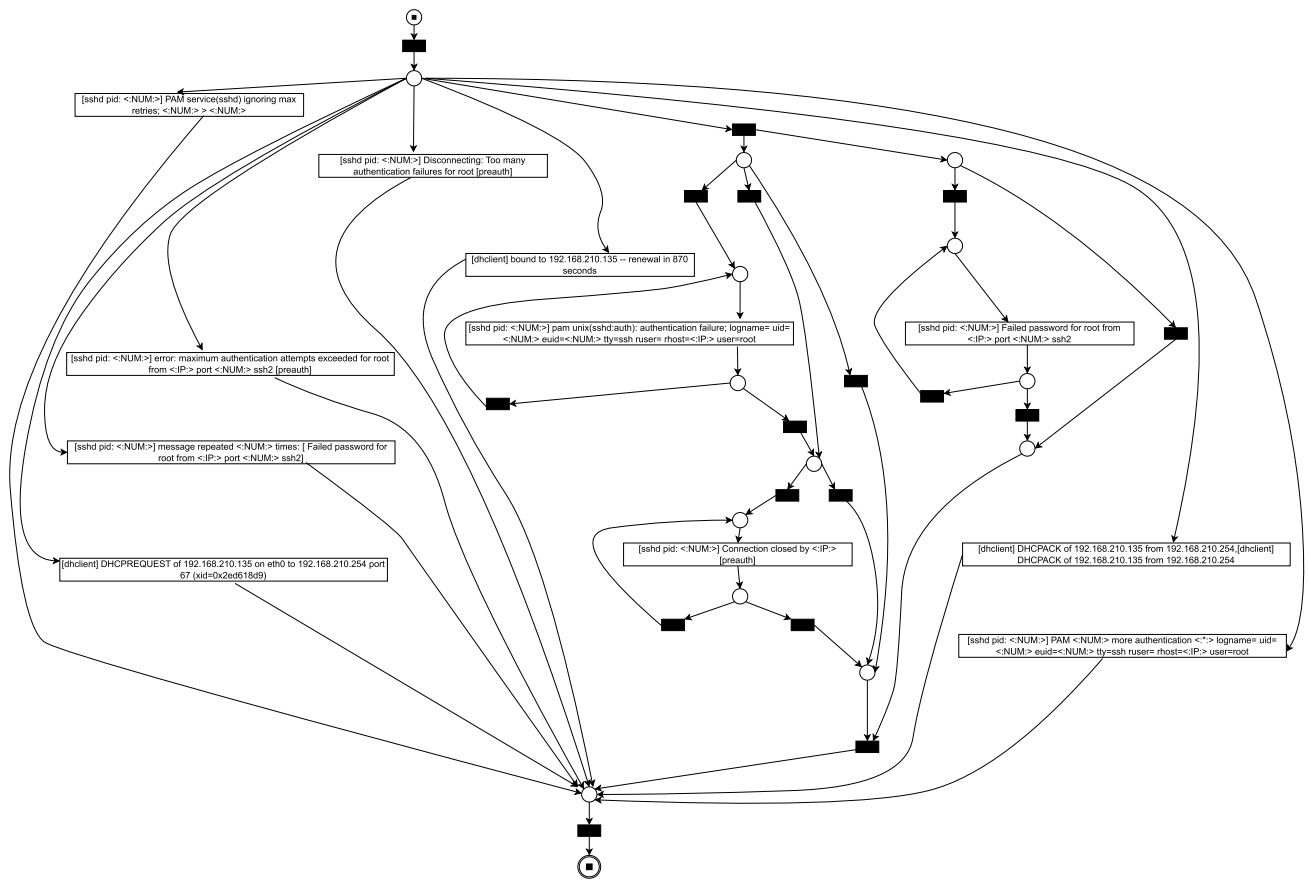 [sshd pid: <:NUM:>] PAM service(sshd) ignoring max
retries; <:NUM:> > <:NUM:>
[sshd pid: <:NUM:>] Disconnecting: Too many
authentication failures for root [preauth]
[dhclient] bound to 192.168.210.135 -- renewal in 870
seconds
[sshd pid: <:NUM:>] pam unix(sshd:auth): authentication failure; logname= uid=
<:NUM:> euid=<:NUM:> tty=ssh ruser= rhost=<:IP:> user=root
[sshd pid: <:NUM:>] Failed password for root from
<:IP:> port <:NUM:> ssh2
[sshd pid: <:NUM:>] error: maximum authentication attempts exceeded for root
from <:IP:> port <:NUM:> ssh2 [preauth]
[sshd pid: <:NUM:>] message repeated <:NUM:> times: [ Failed password for
root from <:IP:> port <:NUM:> ssh2]
[sshd pid: <:NUM:>] Connection closed by <:IP:>
[preauth]
[dhclient] DHCPACK of 192.168.210.135 from 192.168.210.254,[dhclient]
DHCPACK of 192.168.210.135 from 192.168.210.254
[dhclient] DHCPREQUEST of 192.168.210.135 on eth0 to 192.168.210.254 port
67 (xid=0x2ed618d9)
[sshd pid: <:NUM:>] PAM <:NUM:> more authentication <:*:> logname= uid=
<:NUM:> euid=<:NUM:> tty=ssh ruser= rhost=<:IP:> user=root